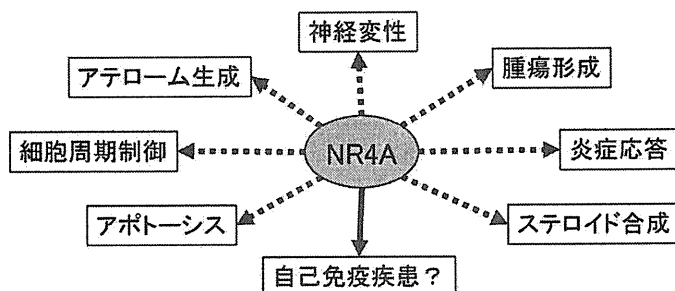 神経変性
アテローム生成
腫瘍形成
細胞周期制御
NR4A
炎症応答
アポトーシス
ステロイド合成
自己免疫疾患？